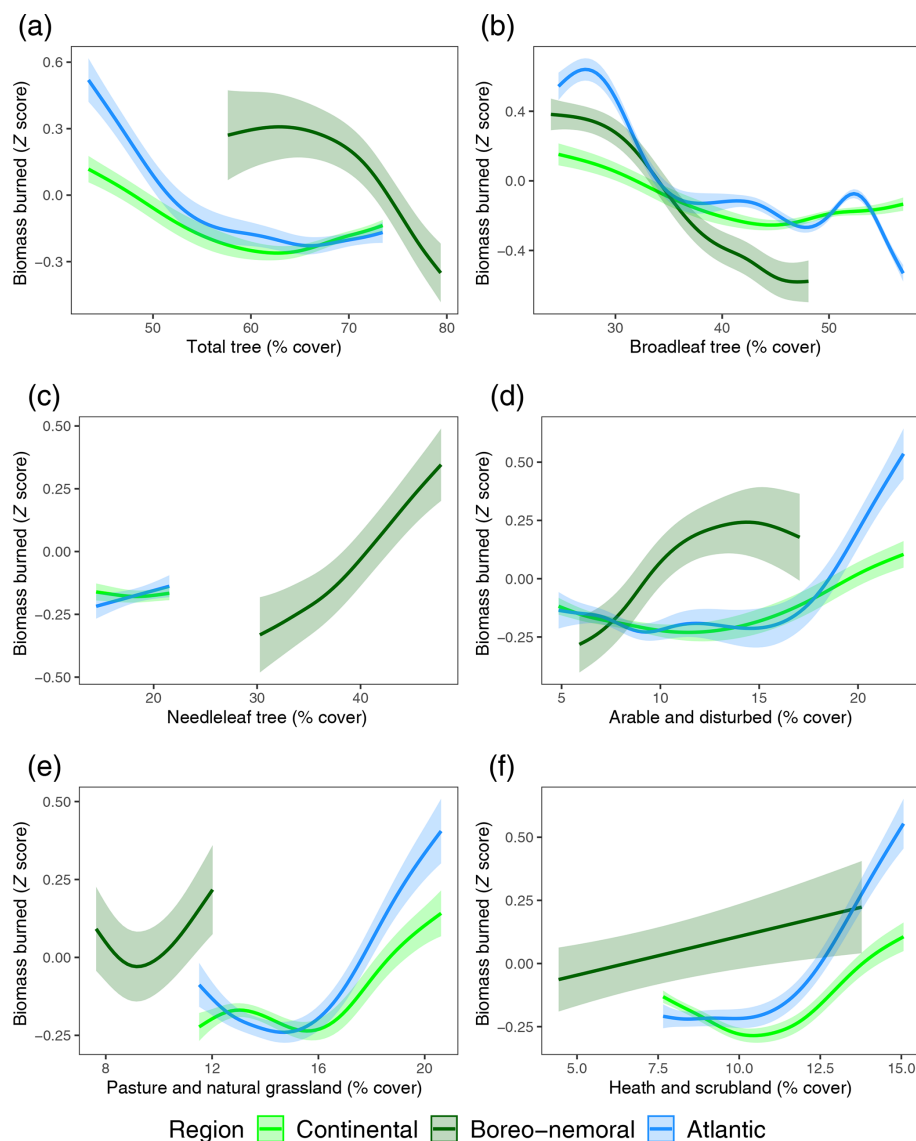 (a)
Biomass burned (Z score)
0.6
0.3
0.0
−0.3
50
60
70
80
Total tree (% cover)
(b)
Biomass burned (Z score)
0.4
0.0
−0.4
30
40
50
Broadleaf tree (% cover)
(c)
Biomass burned (Z score)
0.50
0.25
0.00
−0.25
−0.50
20
30
40
Needleleaf tree (% cover)
(d)
Biomass burned (Z score)
0.50
0.25
0.00
−0.25
5
10
15
20
Arable and disturbed (% cover)
(e)
Biomass burned (Z score)
0.50
0.25
0.00
−0.25
8
12
16
20
Pasture and natural grassland (% cover)
(f)
Biomass burned (Z score)
0.50
0.25
0.00
−0.25
5.0
7.5
10.0
12.5
15.0
Heath and scrubland (% cover)
Region Continental Boreo−nemoral Atlantic